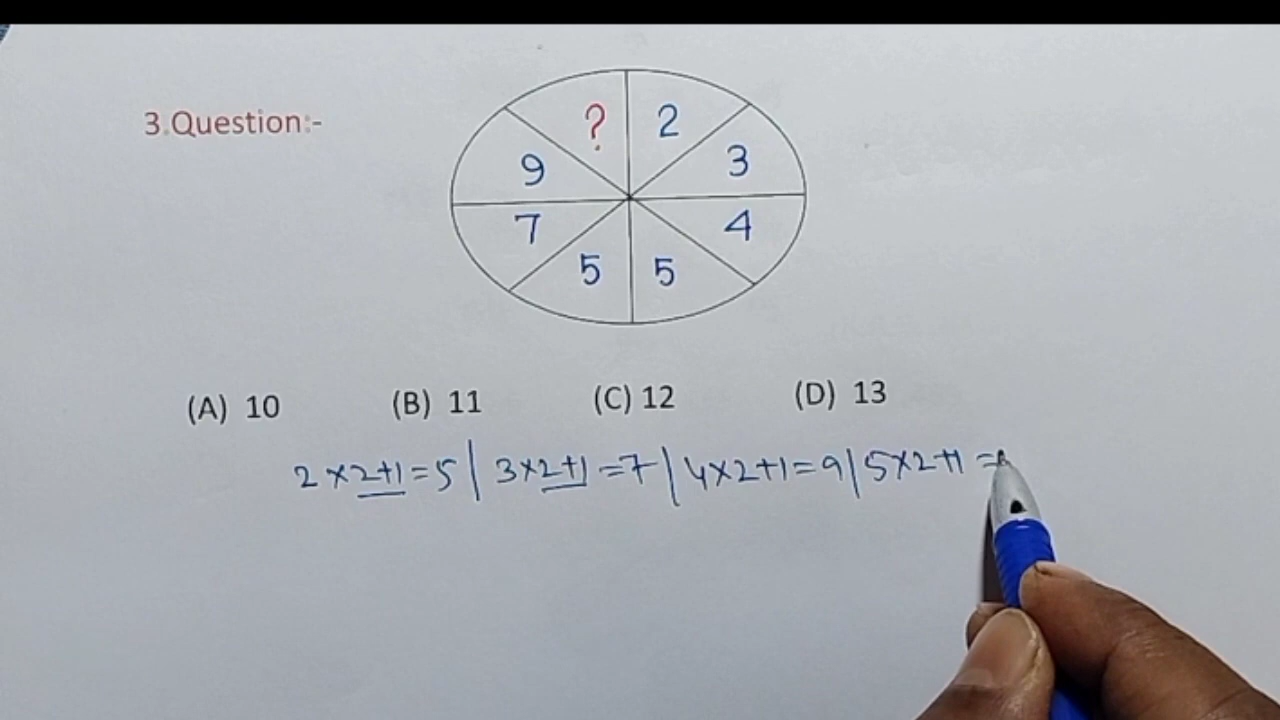 3.Question:-
? 2
9 3
7 4
5 5
(A) 10 (B) 11 (C) 12 (D) 13
2×2+1=5 | 3×2+1=7 | 4×2+1=9 | 5×2+1=